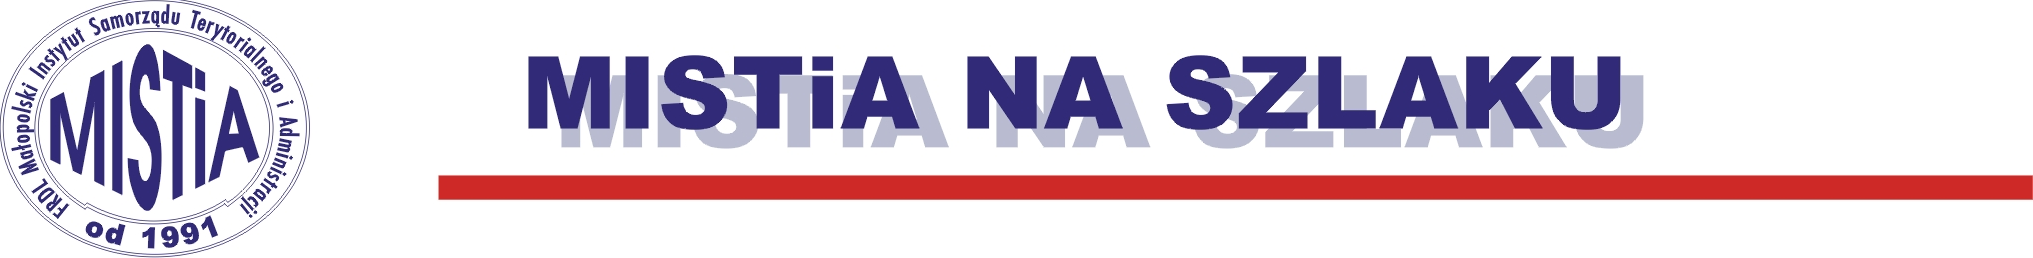 FRDL Małopolski Instytut Samorządu Terytorialnego i Administracji
MISTiA
od 1991
MISTiA NA SZLAKU